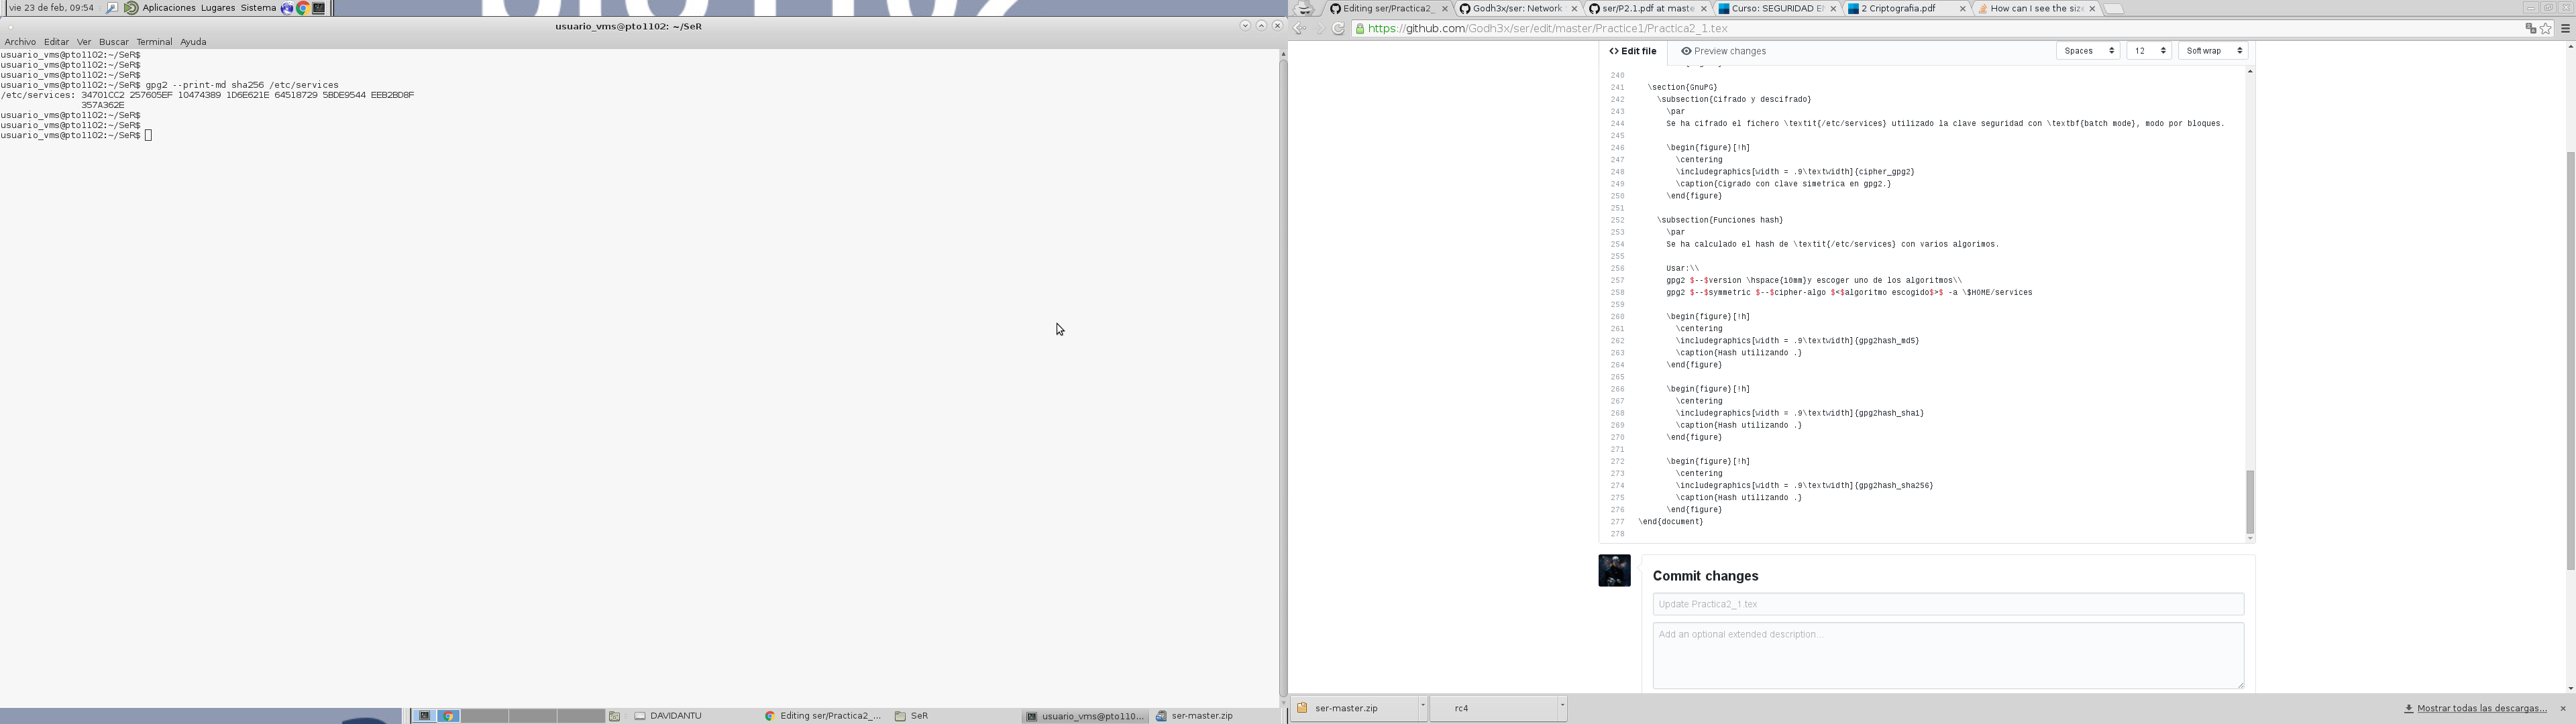 vie 23 de feb, 09:54 Aplicaciones Lugares Sistema
usuario_vms@pto1102: ~/SeR
Archivo Editar Ver Buscar Terminal Ayuda
usuario_vms@pto1102:~/SeR$
usuario_vms@pto1102:~/SeR$
usuario_vms@pto1102:~/SeR$
usuario_vms@pto1102:~/SeR$ gpg2 --print-md sha256 /etc/services
/etc/services: 34701CC2 257605EF 10474389 1D6E621E 64518729 5BDE9544 EEB2BD8F
357A362E
usuario_vms@pto1102:~/SeR$
usuario_vms@pto1102:~/SeR$
usuario_vms@pto1102:~/SeR$
DAVIDANTU
Editing ser/Practica2_...
SeR
usuario_vms@pto110...
ser-master.zip
Editing ser/Practica2_
Godh3x/ser: Network
ser/P2.1.pdf at maste
Curso: SEGURIDAD E
2 Criptografia.pdf
How can I see the size
https://github.com/Godh3x/ser/edit/master/Practice1/Practica2_1.tex
<> Edit file Preview changes Spaces 12 Soft wrap
240
241 \section{GnuPG}
242 \subsection{Cifrado y descifrado}
243 \par
244 Se ha cifrado el fichero \textit{/etc/services} utilizado la clave seguridad con \textbf{batch mode}, modo por bloques.
245
246 \begin{figure}[!h]
247 \centering
248 \includegraphics[width = .9\textwidth]{cipher_gpg2}
249 \caption{Cigrado con clave simetrica en gpg2.}
250 \end{figure}
251
252 \subsection{Funciones hash}
253 \par
254 Se ha calculado el hash de \textit{/etc/services} con varios algorimos.
255
256 Usar:\\
257 gpg2 $--$version \hspace{10mm}y escoger uno de los algoritmos\\
258 gpg2 $--$symmetric $--$cipher-algo $<$algoritmo escogido$>$ -a \$HOME/services
259
260 \begin{figure}[!h]
261 \centering
262 \includegraphics[width = .9\textwidth]{gpg2hash_md5}
263 \caption{Hash utilizando .}
264 \end{figure}
265
266 \begin{figure}[!h]
267 \centering
268 \includegraphics[width = .9\textwidth]{gpg2hash_sha1}
269 \caption{Hash utilizando .}
270 \end{figure}
271
272 \begin{figure}[!h]
273 \centering
274 \includegraphics[width = .9\textwidth]{gpg2hash_sha256}
275 \caption{Hash utilizando .}
276 \end{figure}
277 \end{document}
278
Commit changes
Update Practica2_1.tex
Add an optional extended description...
ser-master.zip
rc4
Mostrar todas las descargas...